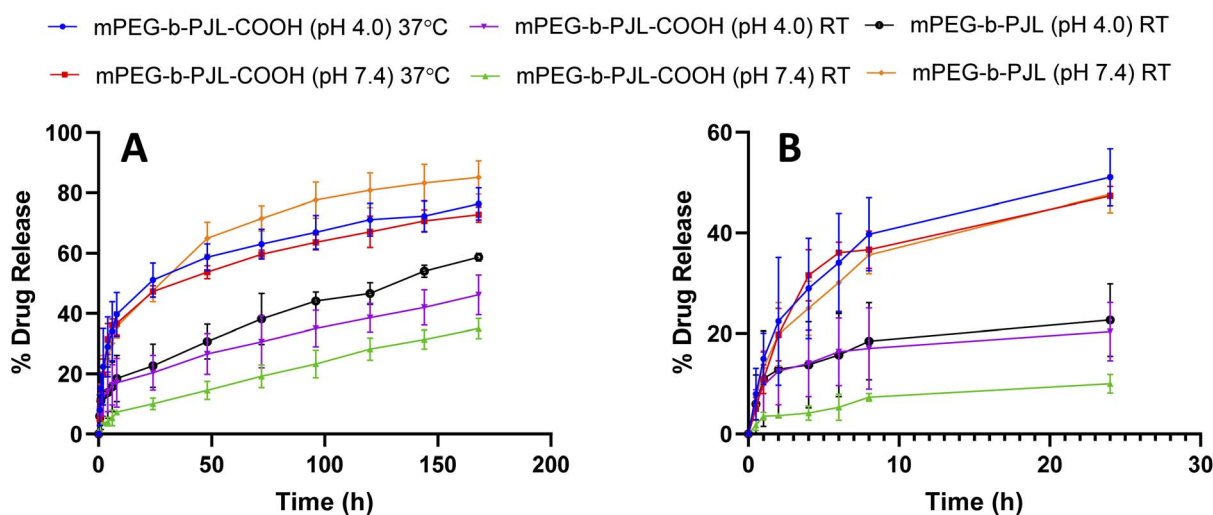 mPEG-b-PJL-COOH (pH 4.0) 37°C mPEG-b-PJL-COOH (pH 4.0) RT mPEG-b-PJL (pH 4.0) RT
mPEG-b-PJL-COOH (pH 7.4) 37°C mPEG-b-PJL-COOH (pH 7.4) RT mPEG-b-PJL (pH 7.4) RT
A
% Drug Release
100
80
60
40
20
0
0 50 100 150 200
Time (h)
B
% Drug Release
60
40
20
0
0 10 20 30
Time (h)